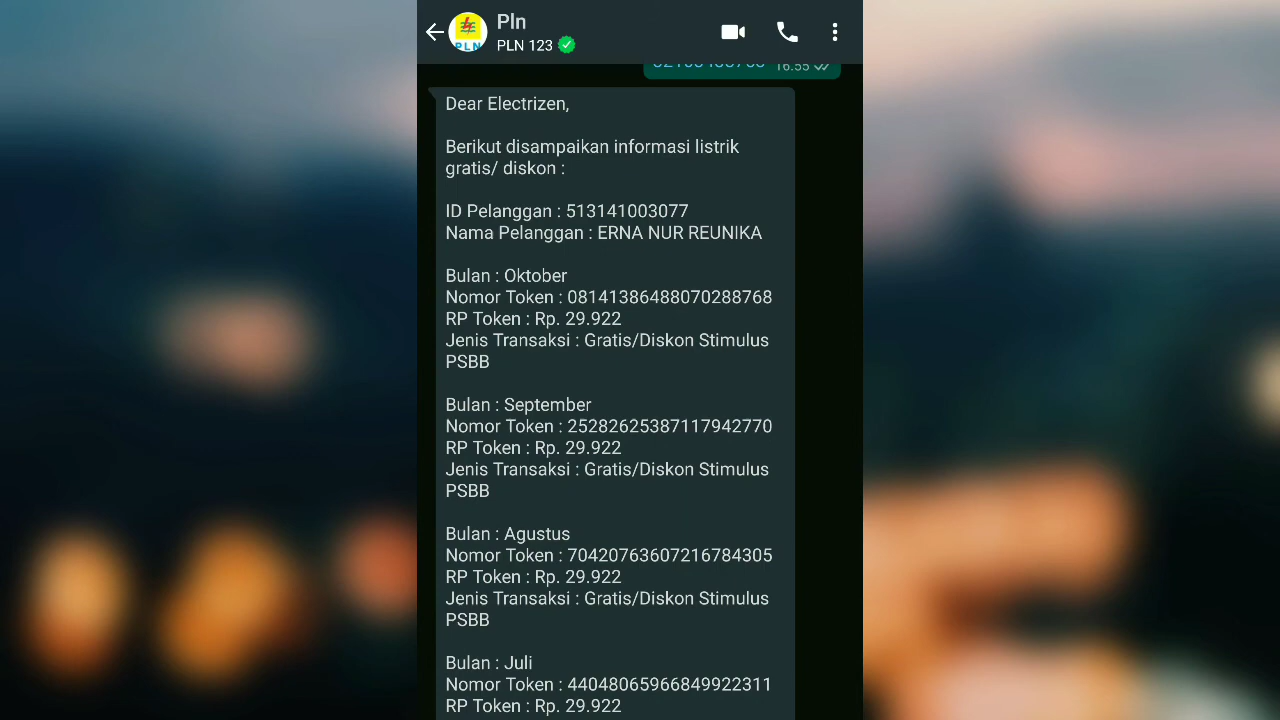 Pln
PLN 123
PLN
16.55
Dear Electrizen,
Berikut disampaikan informasi listrik
gratis/ diskon :
ID Pelanggan : 513141003077
Nama Pelanggan : ERNA NUR REUNIKA
Bulan : Oktober
Nomor Token : 08141386488070288768
RP Token : Rp. 29.922
Jenis Transaksi : Gratis/Diskon Stimulus
PSBB
Bulan : September
Nomor Token : 25282625387117942770
RP Token : Rp. 29.922
Jenis Transaksi : Gratis/Diskon Stimulus
PSBB
Bulan : Agustus
Nomor Token : 70420763607216784305
RP Token : Rp. 29.922
Jenis Transaksi : Gratis/Diskon Stimulus
PSBB
Bulan : Juli
Nomor Token : 44048065966849922311
RP Token : Rp. 29.922